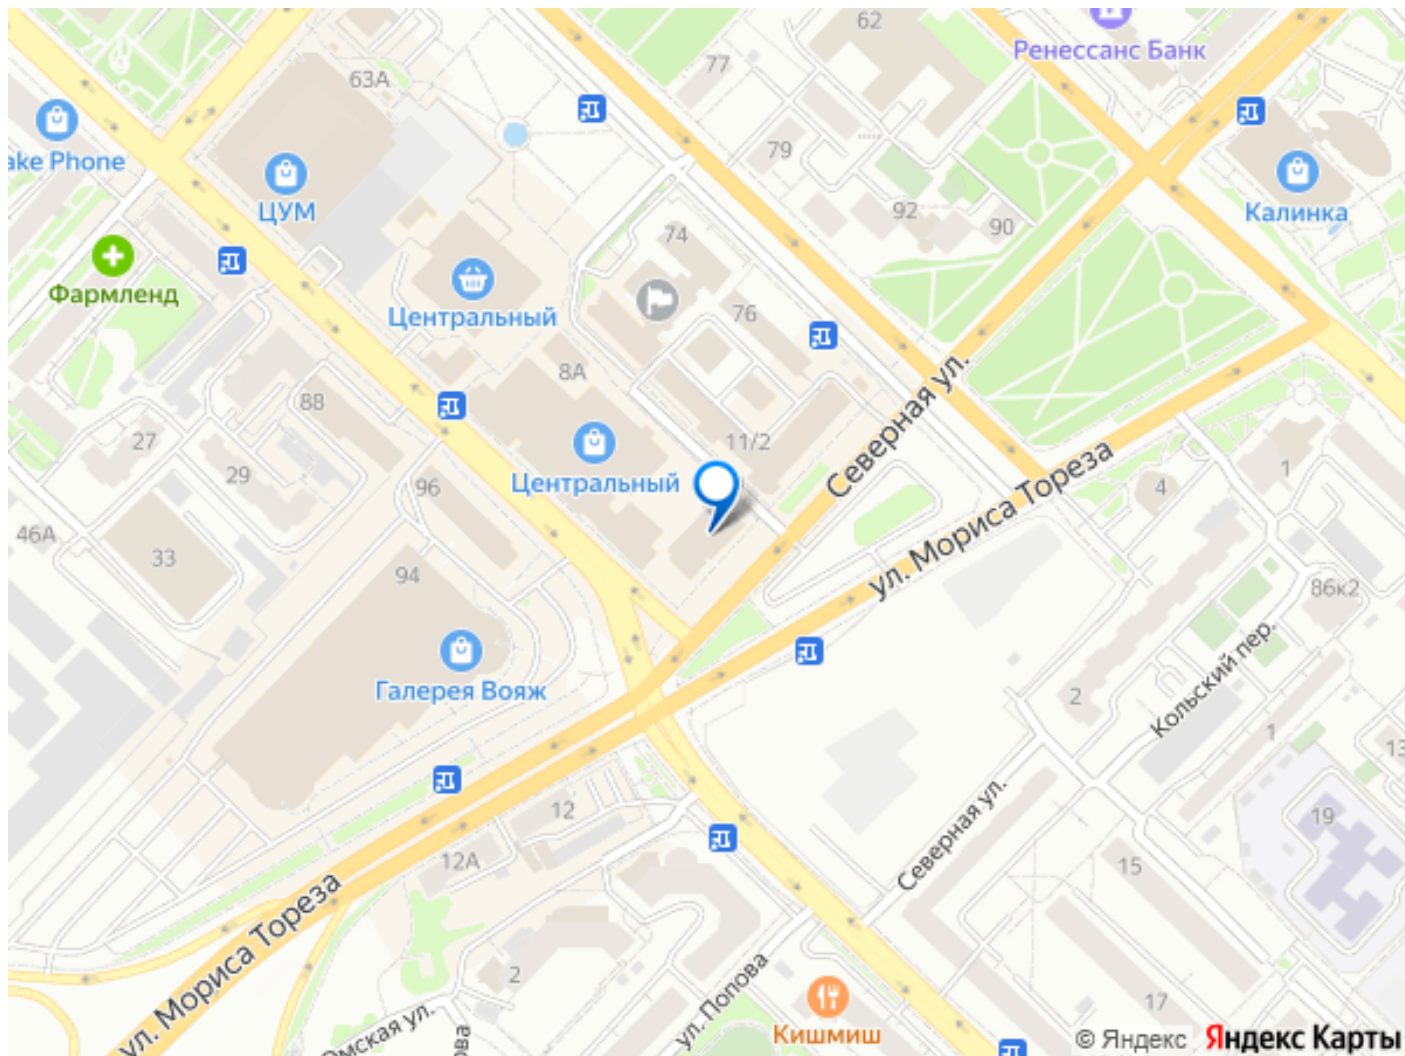 62
Ренессанс Банк
77
63А
ake Phone
79
ЦУМ
Калинка
92
90
74
Фармленд
Центральный
76
8А
Северная ул.
88
11/2
27
29
Центральный
96
1
4
ул. Мориса Тореза
46А
33
94
86к2
Кольский пер.
Галерея Вояж
2
1
13
12
19
Северная ул.
12А
15
ул. Мориса Тореза
2
ул. Попова
17
Омская ул.
ова
Кишмиш
© Яндекс Яндекс Карты